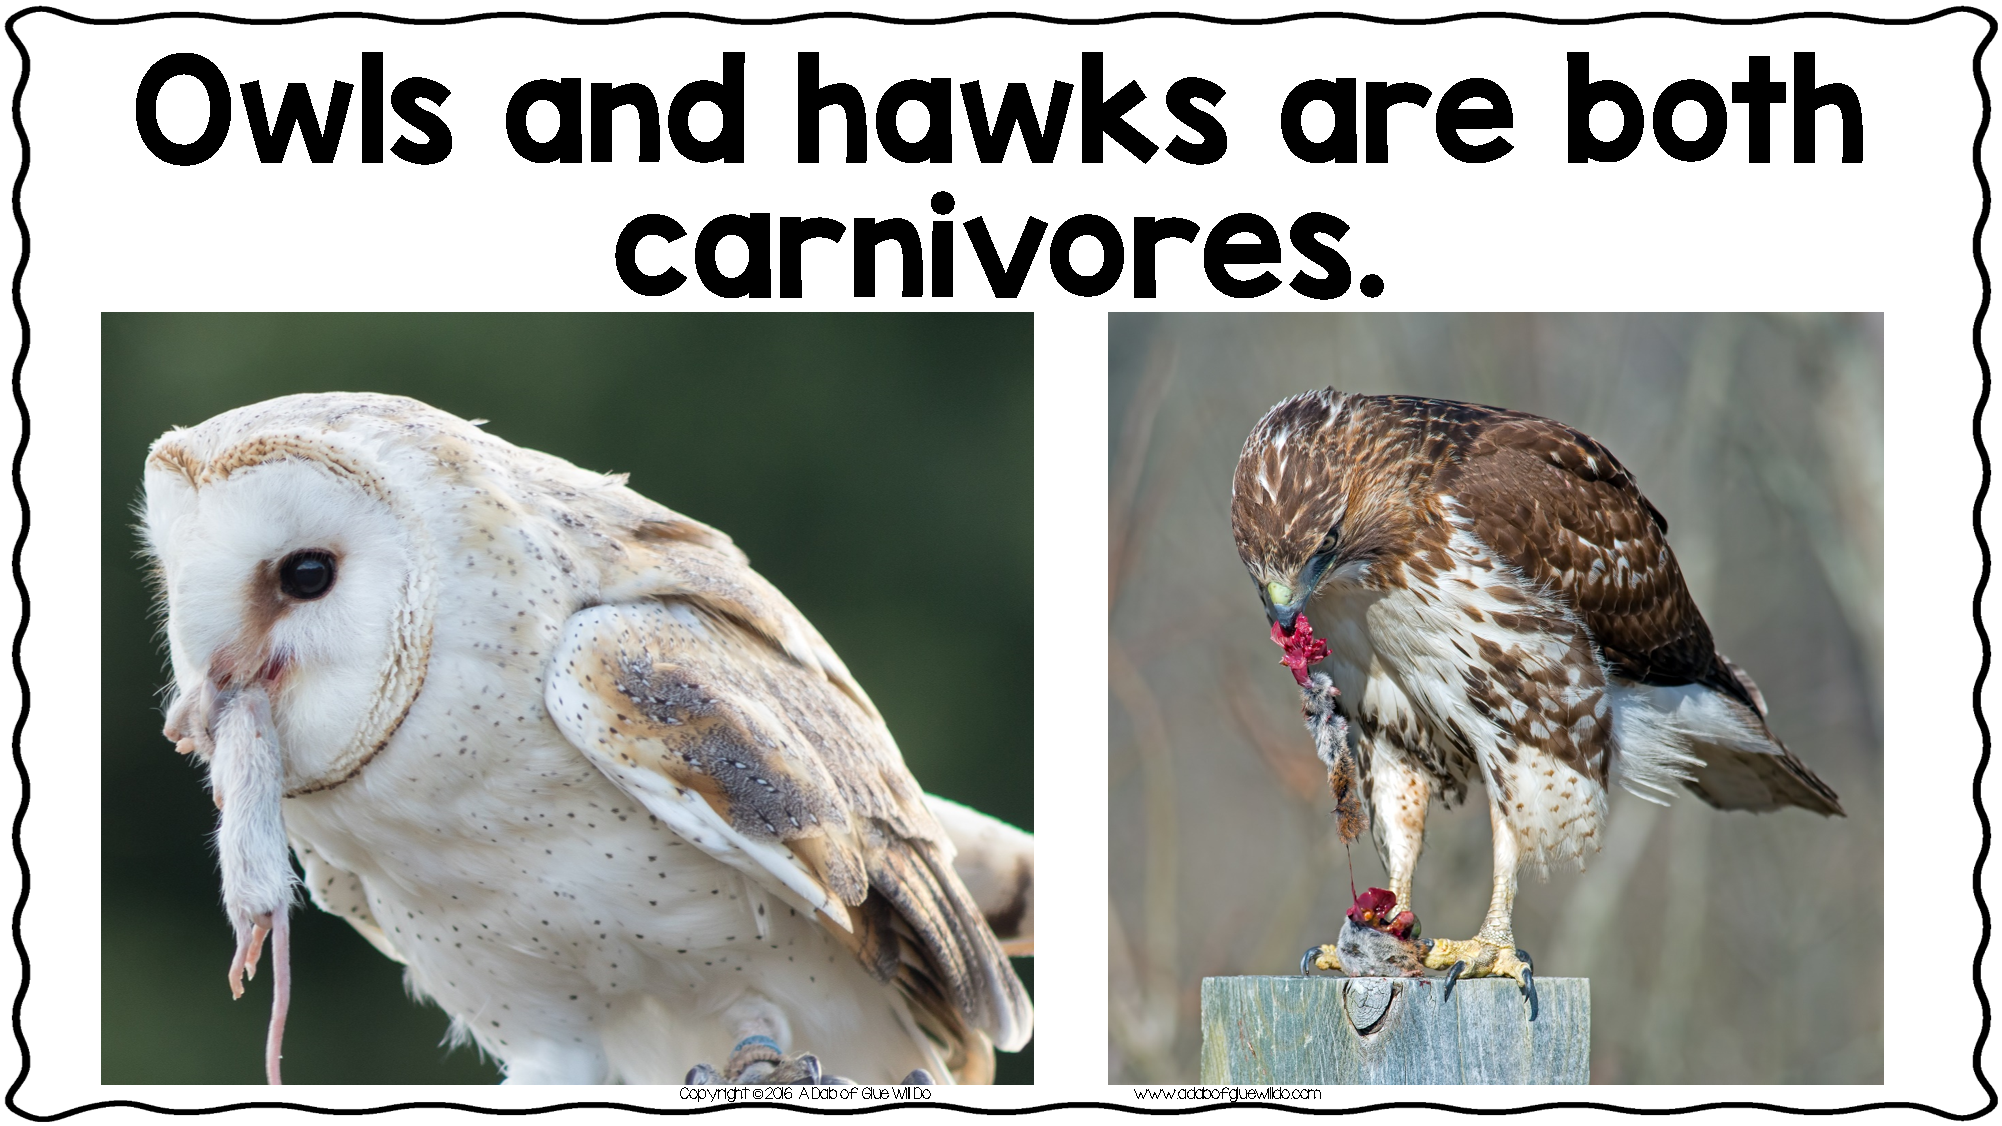 Owls and hawks are both
carnivores.
Copyright ©2016 A Dab of Glue Will Do
www.adabofgluewilldo.com